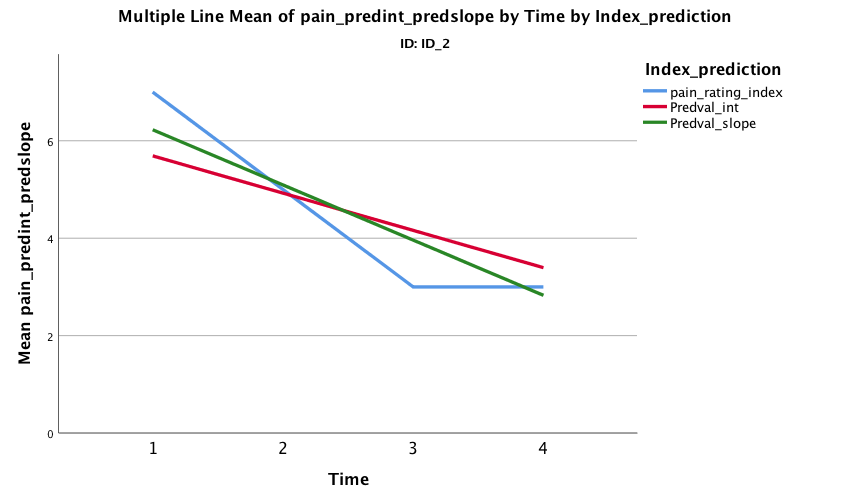 Multiple Line Mean of pain_predint_predslope by Time by Index_prediction
ID: ID_2
Index_prediction
pain_rating_index
Predval_int
Predval_slope
Mean pain_predint_predslope
6
4
2
0
1 2 3 4
Time